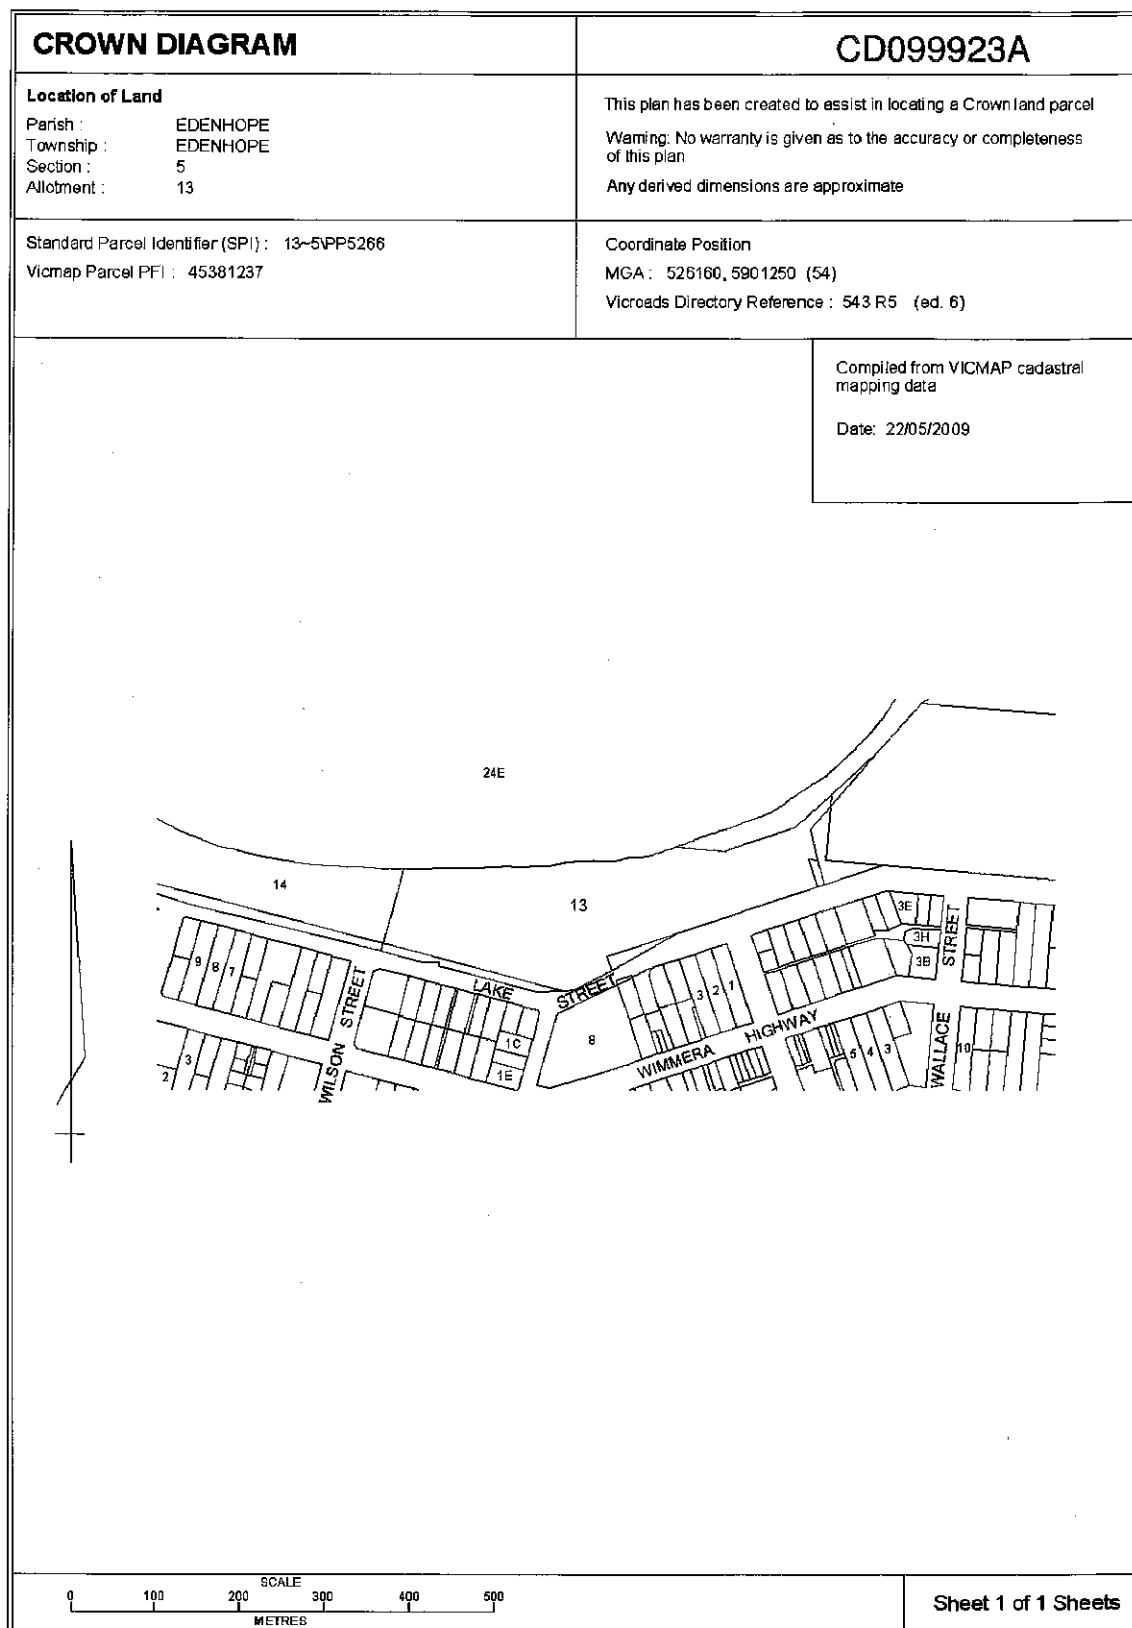 CROWN DIAGRAM
CD099923A
Location of Land
Parish : EDENHOPE
Township : EDENHOPE
Section : 5
Allotment : 13
This plan has been created to assist in locating a Crown land parcel
Warning: No warranty is given as to the accuracy or completeness
of this plan
Any derived dimensions are approximate
Standard Parcel Identifier (SPI) : 13~5\PP5266
Vicmap Parcel PFI : 45381237
Coordinate Position
MGA : 526160, 5901250 (54)
Vicroads Directory Reference : 543 R5 (ed. 6)
Compiled from VICMAP cadastral
mapping data
Date: 22/05/2009
24E
14
13
3E
3H
3B
STREET
9 8 7
STREET
LAKE STREET
3 2 1
1C
8
WIMMERA HIGHWAY
1E
2 3
WILSON
5 4 3
WALLACE
10
SCALE
0 100 200 300 400 500
METRES
Sheet 1 of 1 Sheets